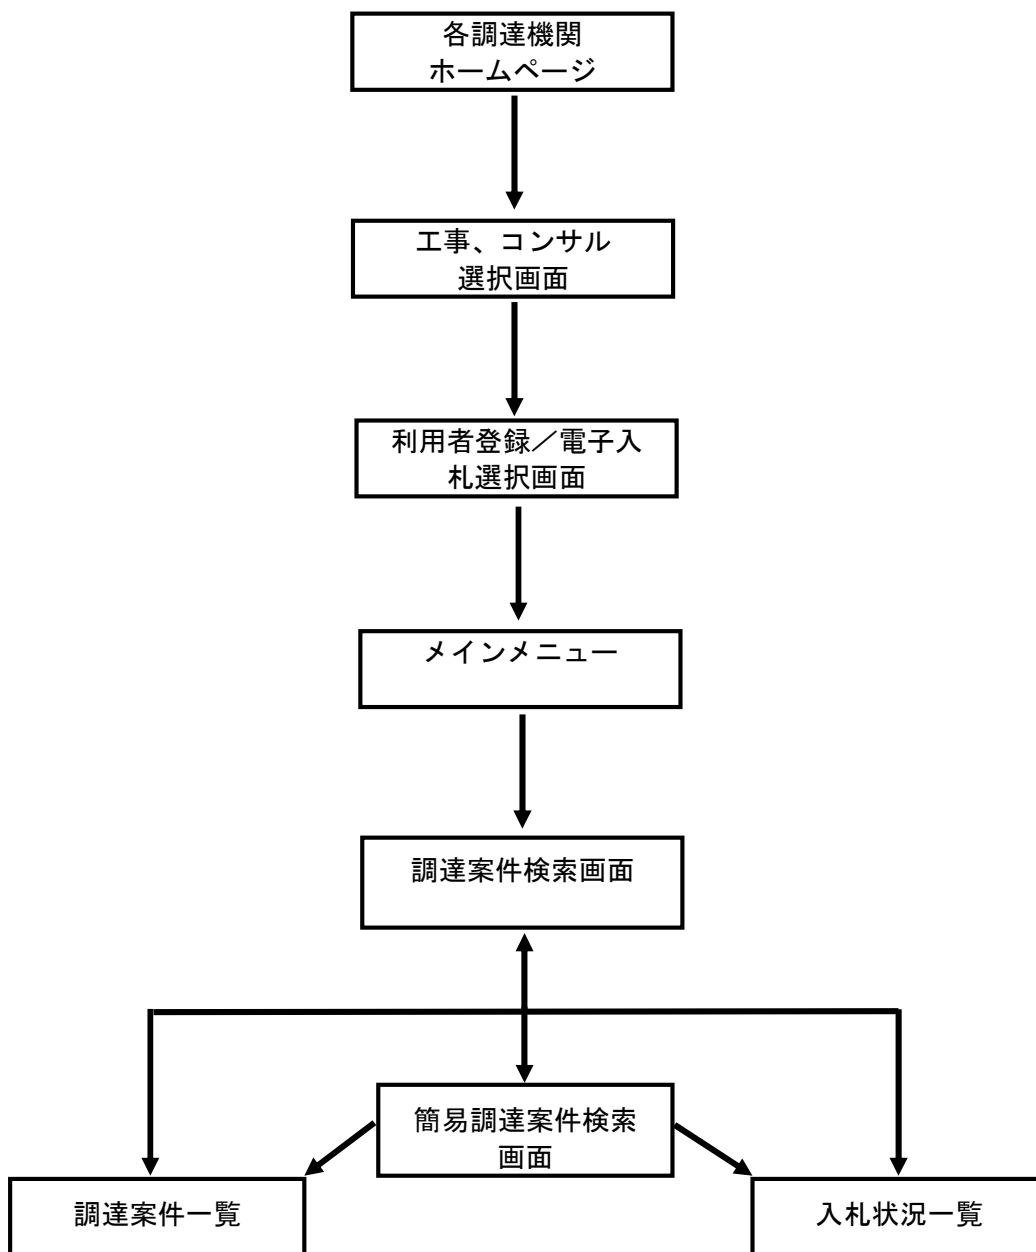 各調達機関
ホームページ
工事、コンサル
選択画面
利用者登録／電子入
札選択画面
メインメニュー
調達案件検索画面
簡易調達案件検索
画面
調達案件一覧
入札状況一覧